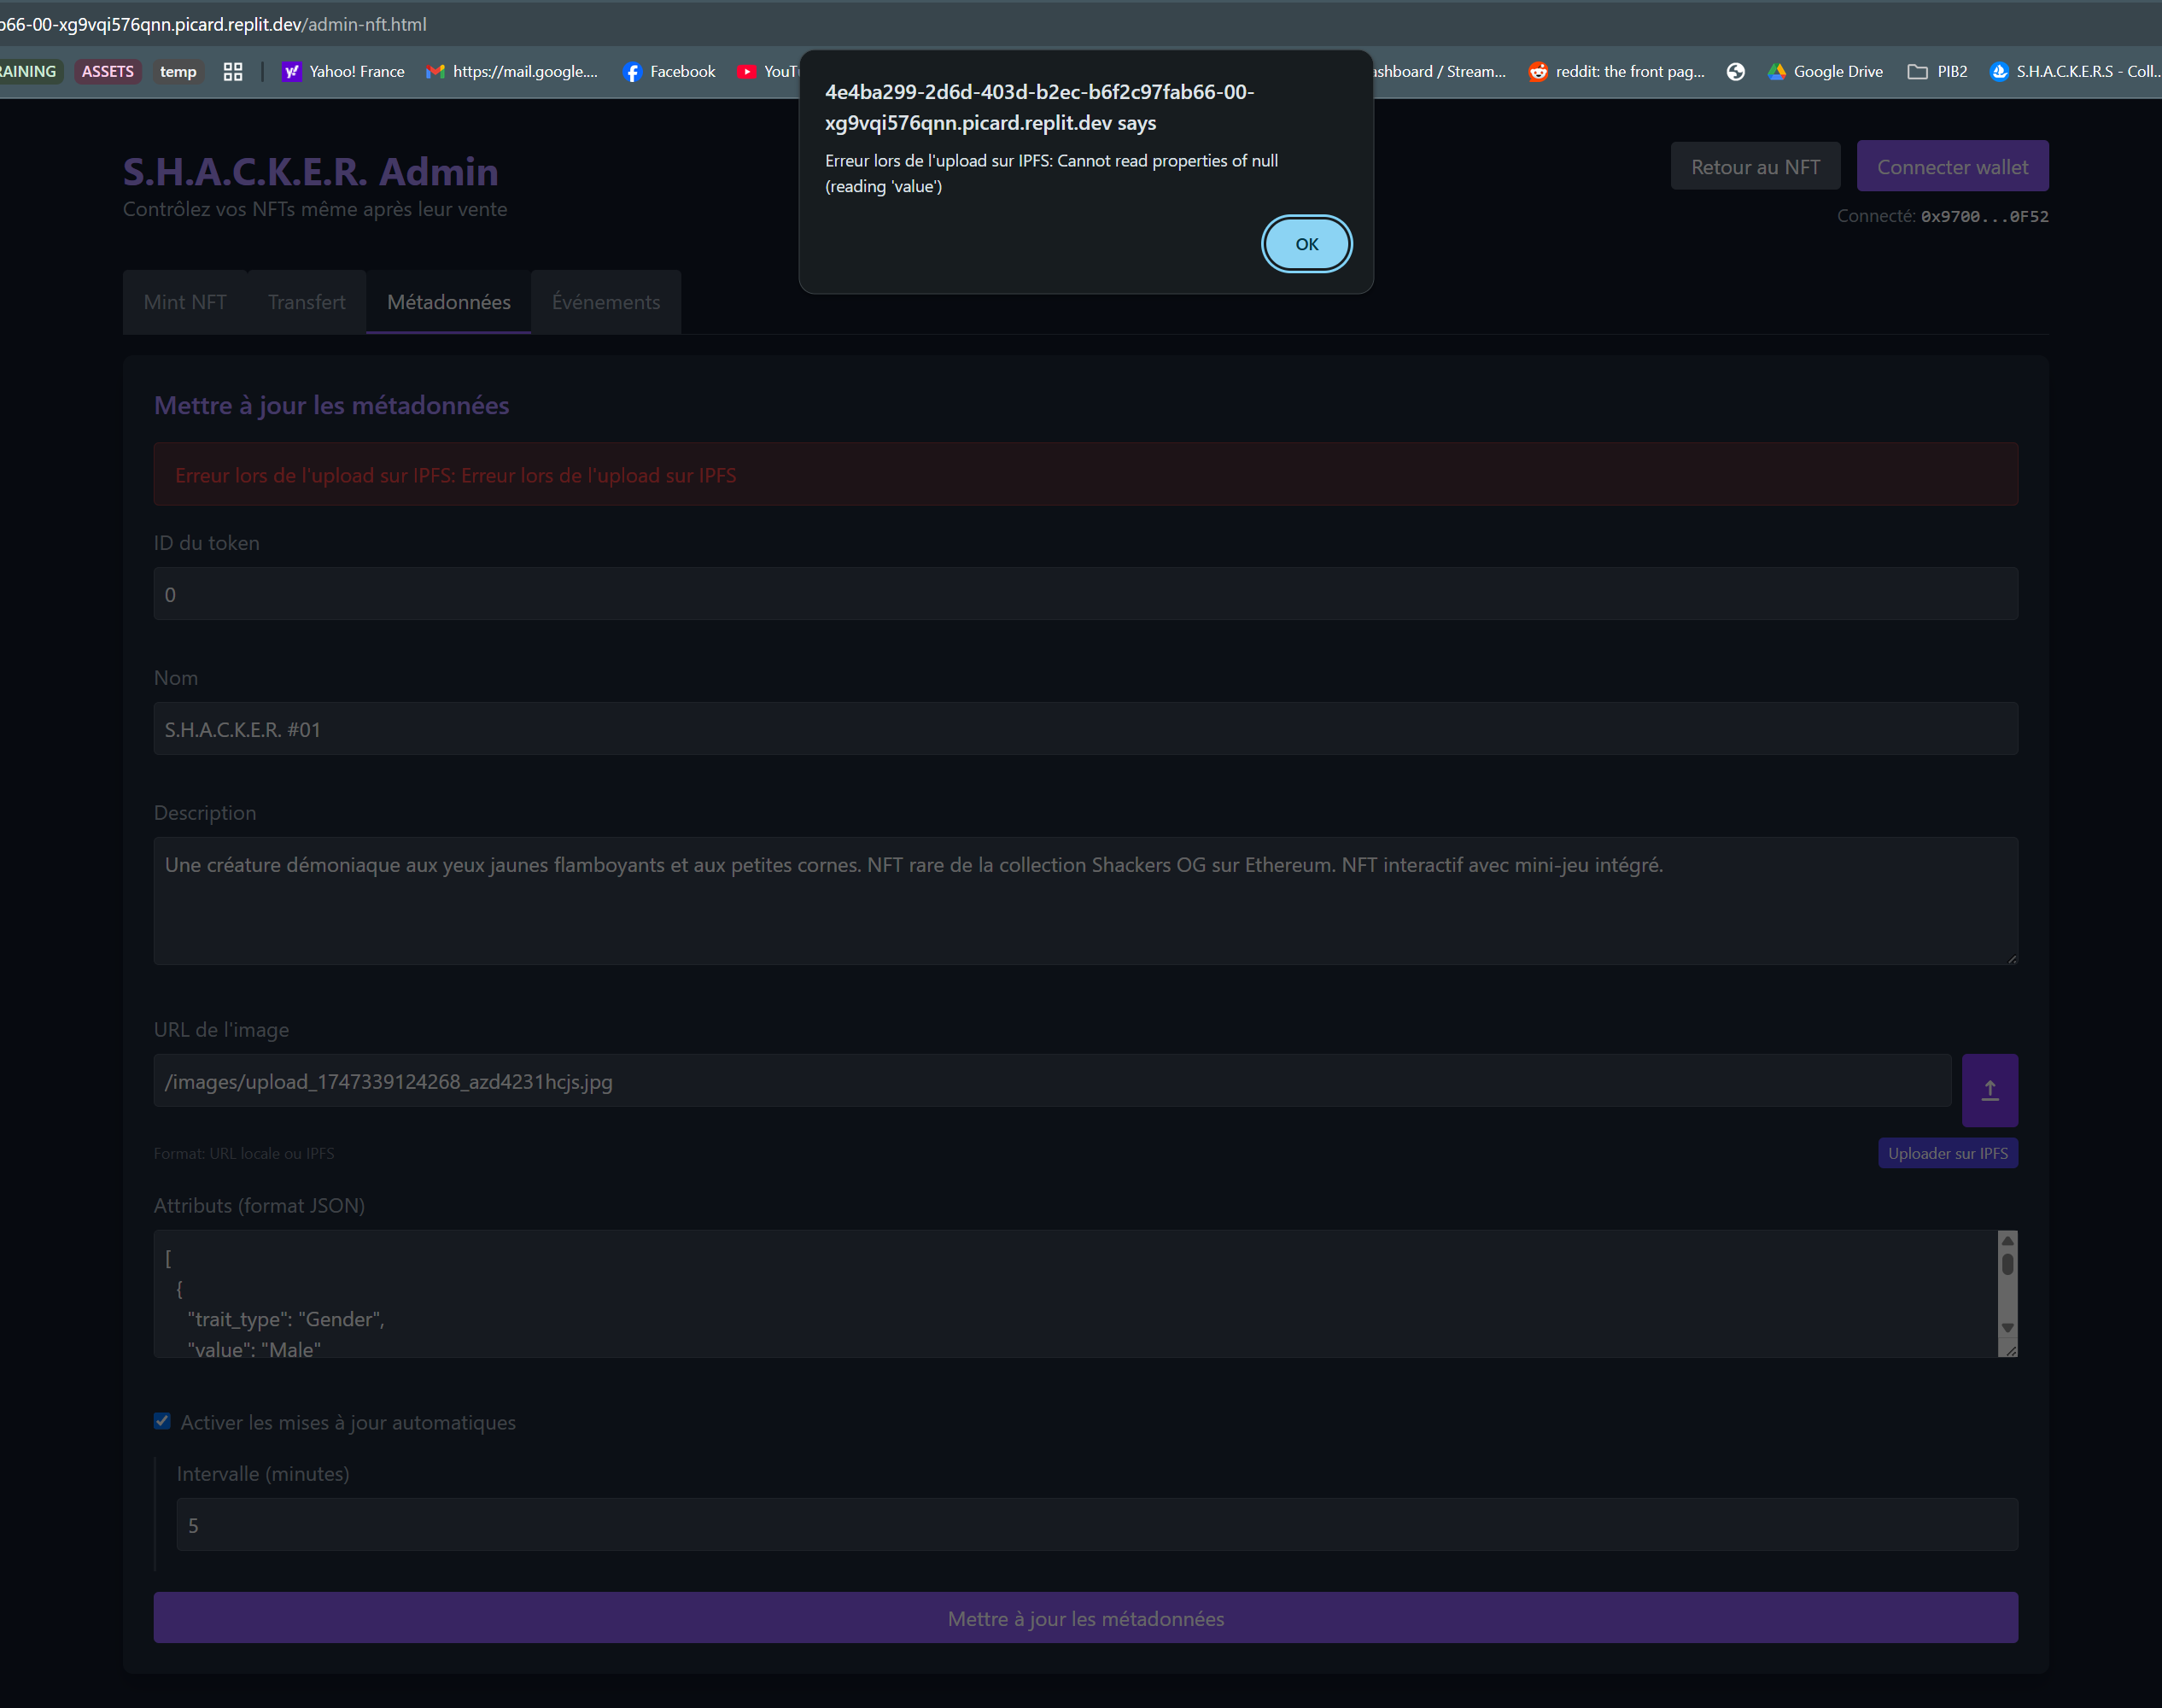 b66-00-xg9vqi576qnn.picard.replit.dev/admin-nft.html
RAINING ASSETS temp Yahoo! France https://mail.google.... Facebook YouTu ashboard / Stream... reddit: the front pag... Google Drive PIB2 S.H.A.C.K.E.R.S - Coll...
4e4ba299-2d6d-403d-b2ec-b6f2c97fab66-00-
xg9vqi576qnn.picard.replit.dev says
Erreur lors de l'upload sur IPFS: Cannot read properties of null
(reading 'value')
OK
S.H.A.C.K.E.R. Admin
Contrôlez vos NFTs même après leur vente
Retour au NFT
Connecter wallet
Connecté: 0x9700...0F52
Mint NFT Transfert Métadonnées Événements
Mettre à jour les métadonnées
Erreur lors de l'upload sur IPFS: Erreur lors de l'upload sur IPFS
ID du token
0
Nom
S.H.A.C.K.E.R. #01
Description
Une créature démoniaque aux yeux jaunes flamboyants et aux petites cornes. NFT rare de la collection Shackers OG sur Ethereum. NFT interactif avec mini-jeu intégré.
URL de l'image
/images/upload_1747339124268_azd4231hcjs.jpg
Format: URL locale ou IPFS
Uploader sur IPFS
Attributs (format JSON)
[
{
"trait_type": "Gender",
"value": "Male"
Activer les mises à jour automatiques
Intervalle (minutes)
5
Mettre à jour les métadonnées